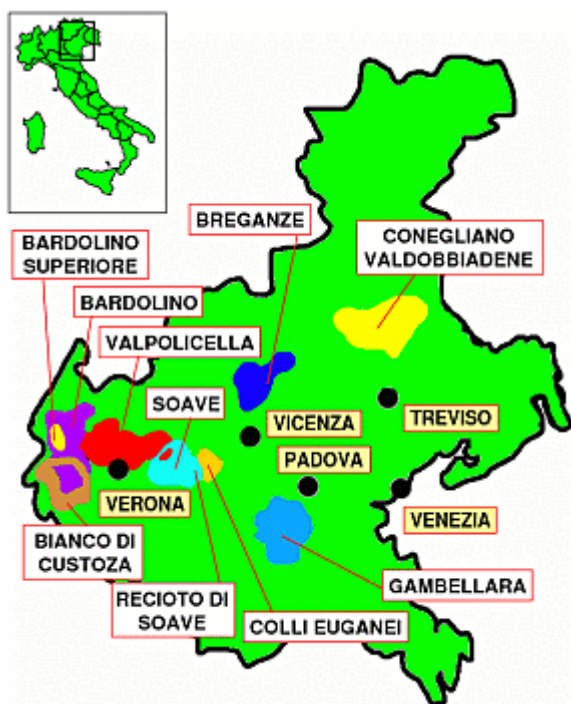 BREGANZE
CONEGLIANO
VALDOBBIADENE
BARDOLINO
SUPERIORE
BARDOLINO
VALPOLICELLA
SOAVE
VICENZA
TREVISO
PADOVA
VERONA
VENEZIA
BIANCO DI
CUSTOZA
RECIOTO DI
SOAVE
COLLI EUGANEI
GAMBELLARA